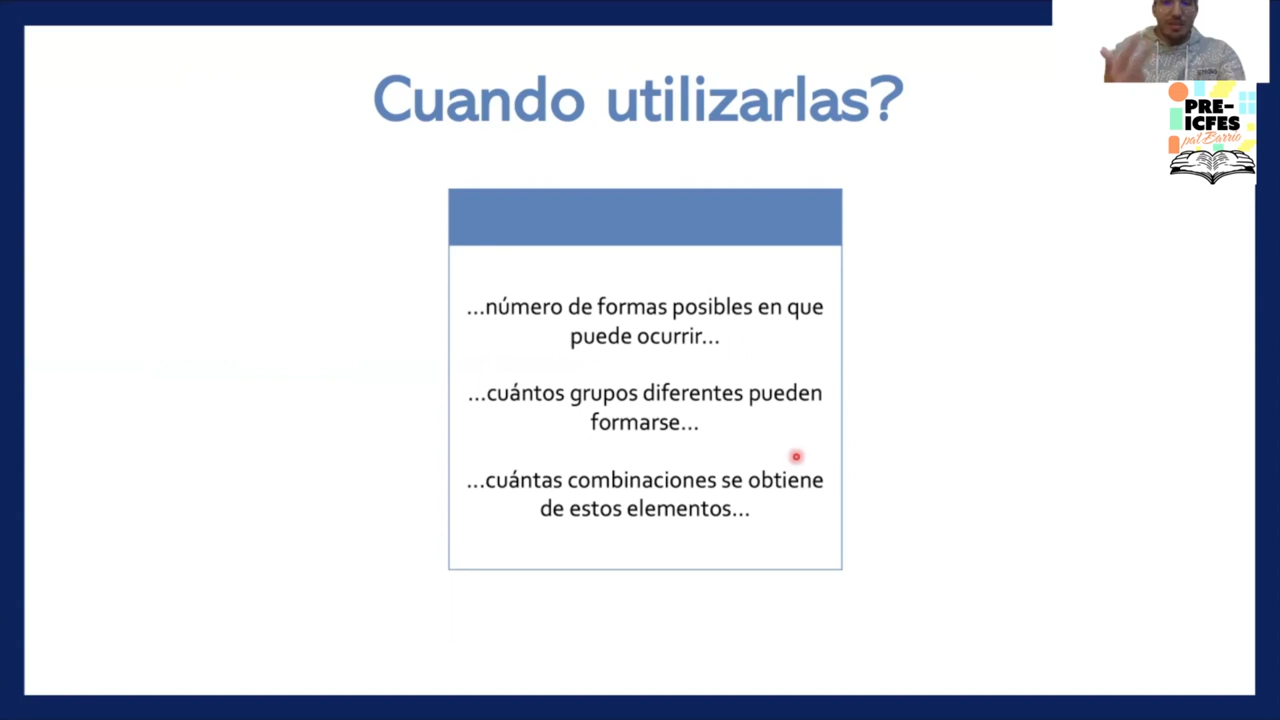 Cuando utilizarlas?
PRE-
ICFES
pa'l Barrio
...número de formas posibles en que
puede ocurrir...
...cuántos grupos diferentes pueden
formarse...
...cuántas combinaciones se obtiene
de estos elementos...